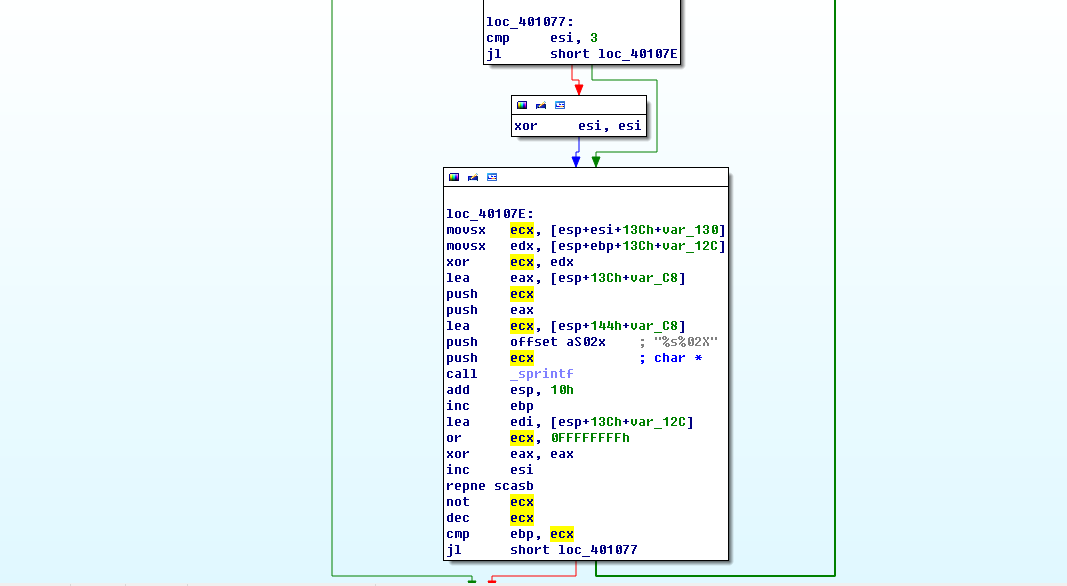 loc_401077:
cmp esi, 3
jl short loc_40107E
xor esi, esi
loc_40107E:
movsx ecx, [esp+esi+13Ch+var_130]
movsx edx, [esp+ebp+13Ch+var_12C]
xor ecx, edx
lea eax, [esp+13Ch+var_C8]
push ecx
push eax
lea ecx, [esp+144h+var_C8]
push offset aS02x ; "%s%02X"
push ecx ; char *
call _sprintf
add esp, 10h
inc ebp
lea edi, [esp+13Ch+var_12C]
or ecx, 0FFFFFFFFh
xor eax, eax
inc esi
repne scasb
not ecx
dec ecx
cmp ebp, ecx
jl short loc_401077